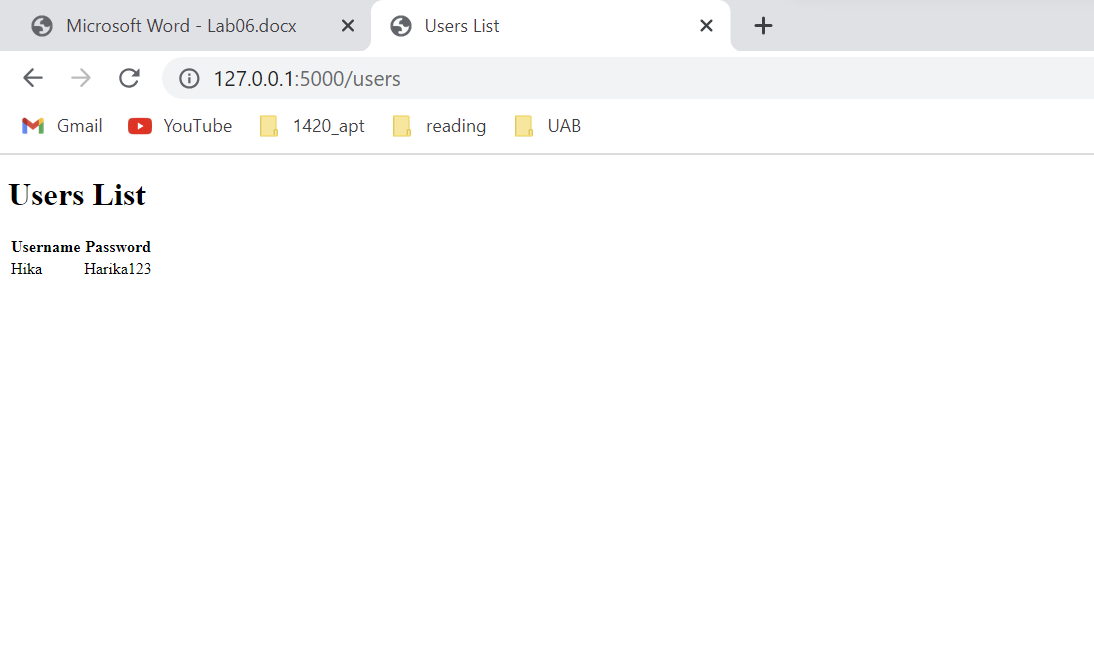 Microsoft Word - Lab06.docx Users List
127.0.0.1:5000/users
Gmail YouTube 1420_apt reading UAB
Users List
Username Password
Hika Harika123